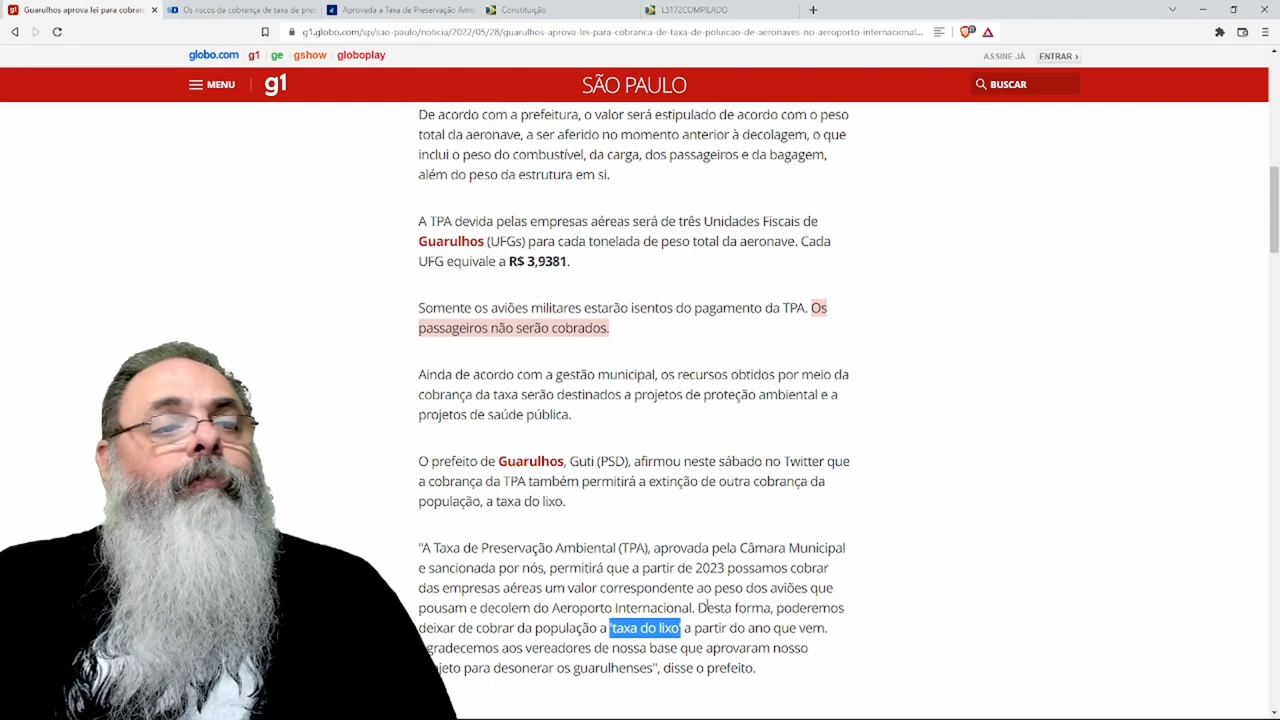 Guarulhos aprova lei para cobran
Os riscos da cobrança de taxa de pres
Aprovada a Taxa de Preservação Amb
Constituição
L5172COMPILADO
g1.globo.com/sp/sao-paulo/noticia/2022/05/28/guarulhos-aprova-lei-para-cobranca-de-taxa-de-poluicao-de-aeronaves-no-aeroporto-internacional...
globo.com g1 ge gshow globoplay
ASSINE JÁ ENTRAR ›
MENU g1 SÃO PAULO BUSCAR
De acordo com a prefeitura, o valor será estipulado de acordo com o peso
total da aeronave, a ser aferido no momento anterior à decolagem, o que
inclui o peso do combustível, da carga, dos passageiros e da bagagem,
além do peso da estrutura em si.
A TPA devida pelas empresas aéreas será de três Unidades Fiscais de
Guarulhos (UFGs) para cada tonelada de peso total da aeronave. Cada
UFG equivale a R$ 3,9381.
Somente os aviões militares estarão isentos do pagamento da TPA. Os
passageiros não serão cobrados.
Ainda de acordo com a gestão municipal, os recursos obtidos por meio da
cobrança da taxa serão destinados a projetos de proteção ambiental e a
projetos de saúde pública.
O prefeito de Guarulhos, Guti (PSD), afirmou neste sábado no Twitter que
a cobrança da TPA também permitirá a extinção de outra cobrança da
população, a taxa do lixo.
"A Taxa de Preservação Ambiental (TPA), aprovada pela Câmara Municipal
e sancionada por nós, permitirá que a partir de 2023 possamos cobrar
das empresas aéreas um valor correspondente ao peso dos aviões que
pousam e decolem do Aeroporto Internacional. Desta forma, poderemos
deixar de cobrar da população a 'taxa do lixo' a partir do ano que vem.
gradecemos aos vereadores de nossa base que aprovaram nosso
jeto para desonerar os guarulhenses", disse o prefeito.